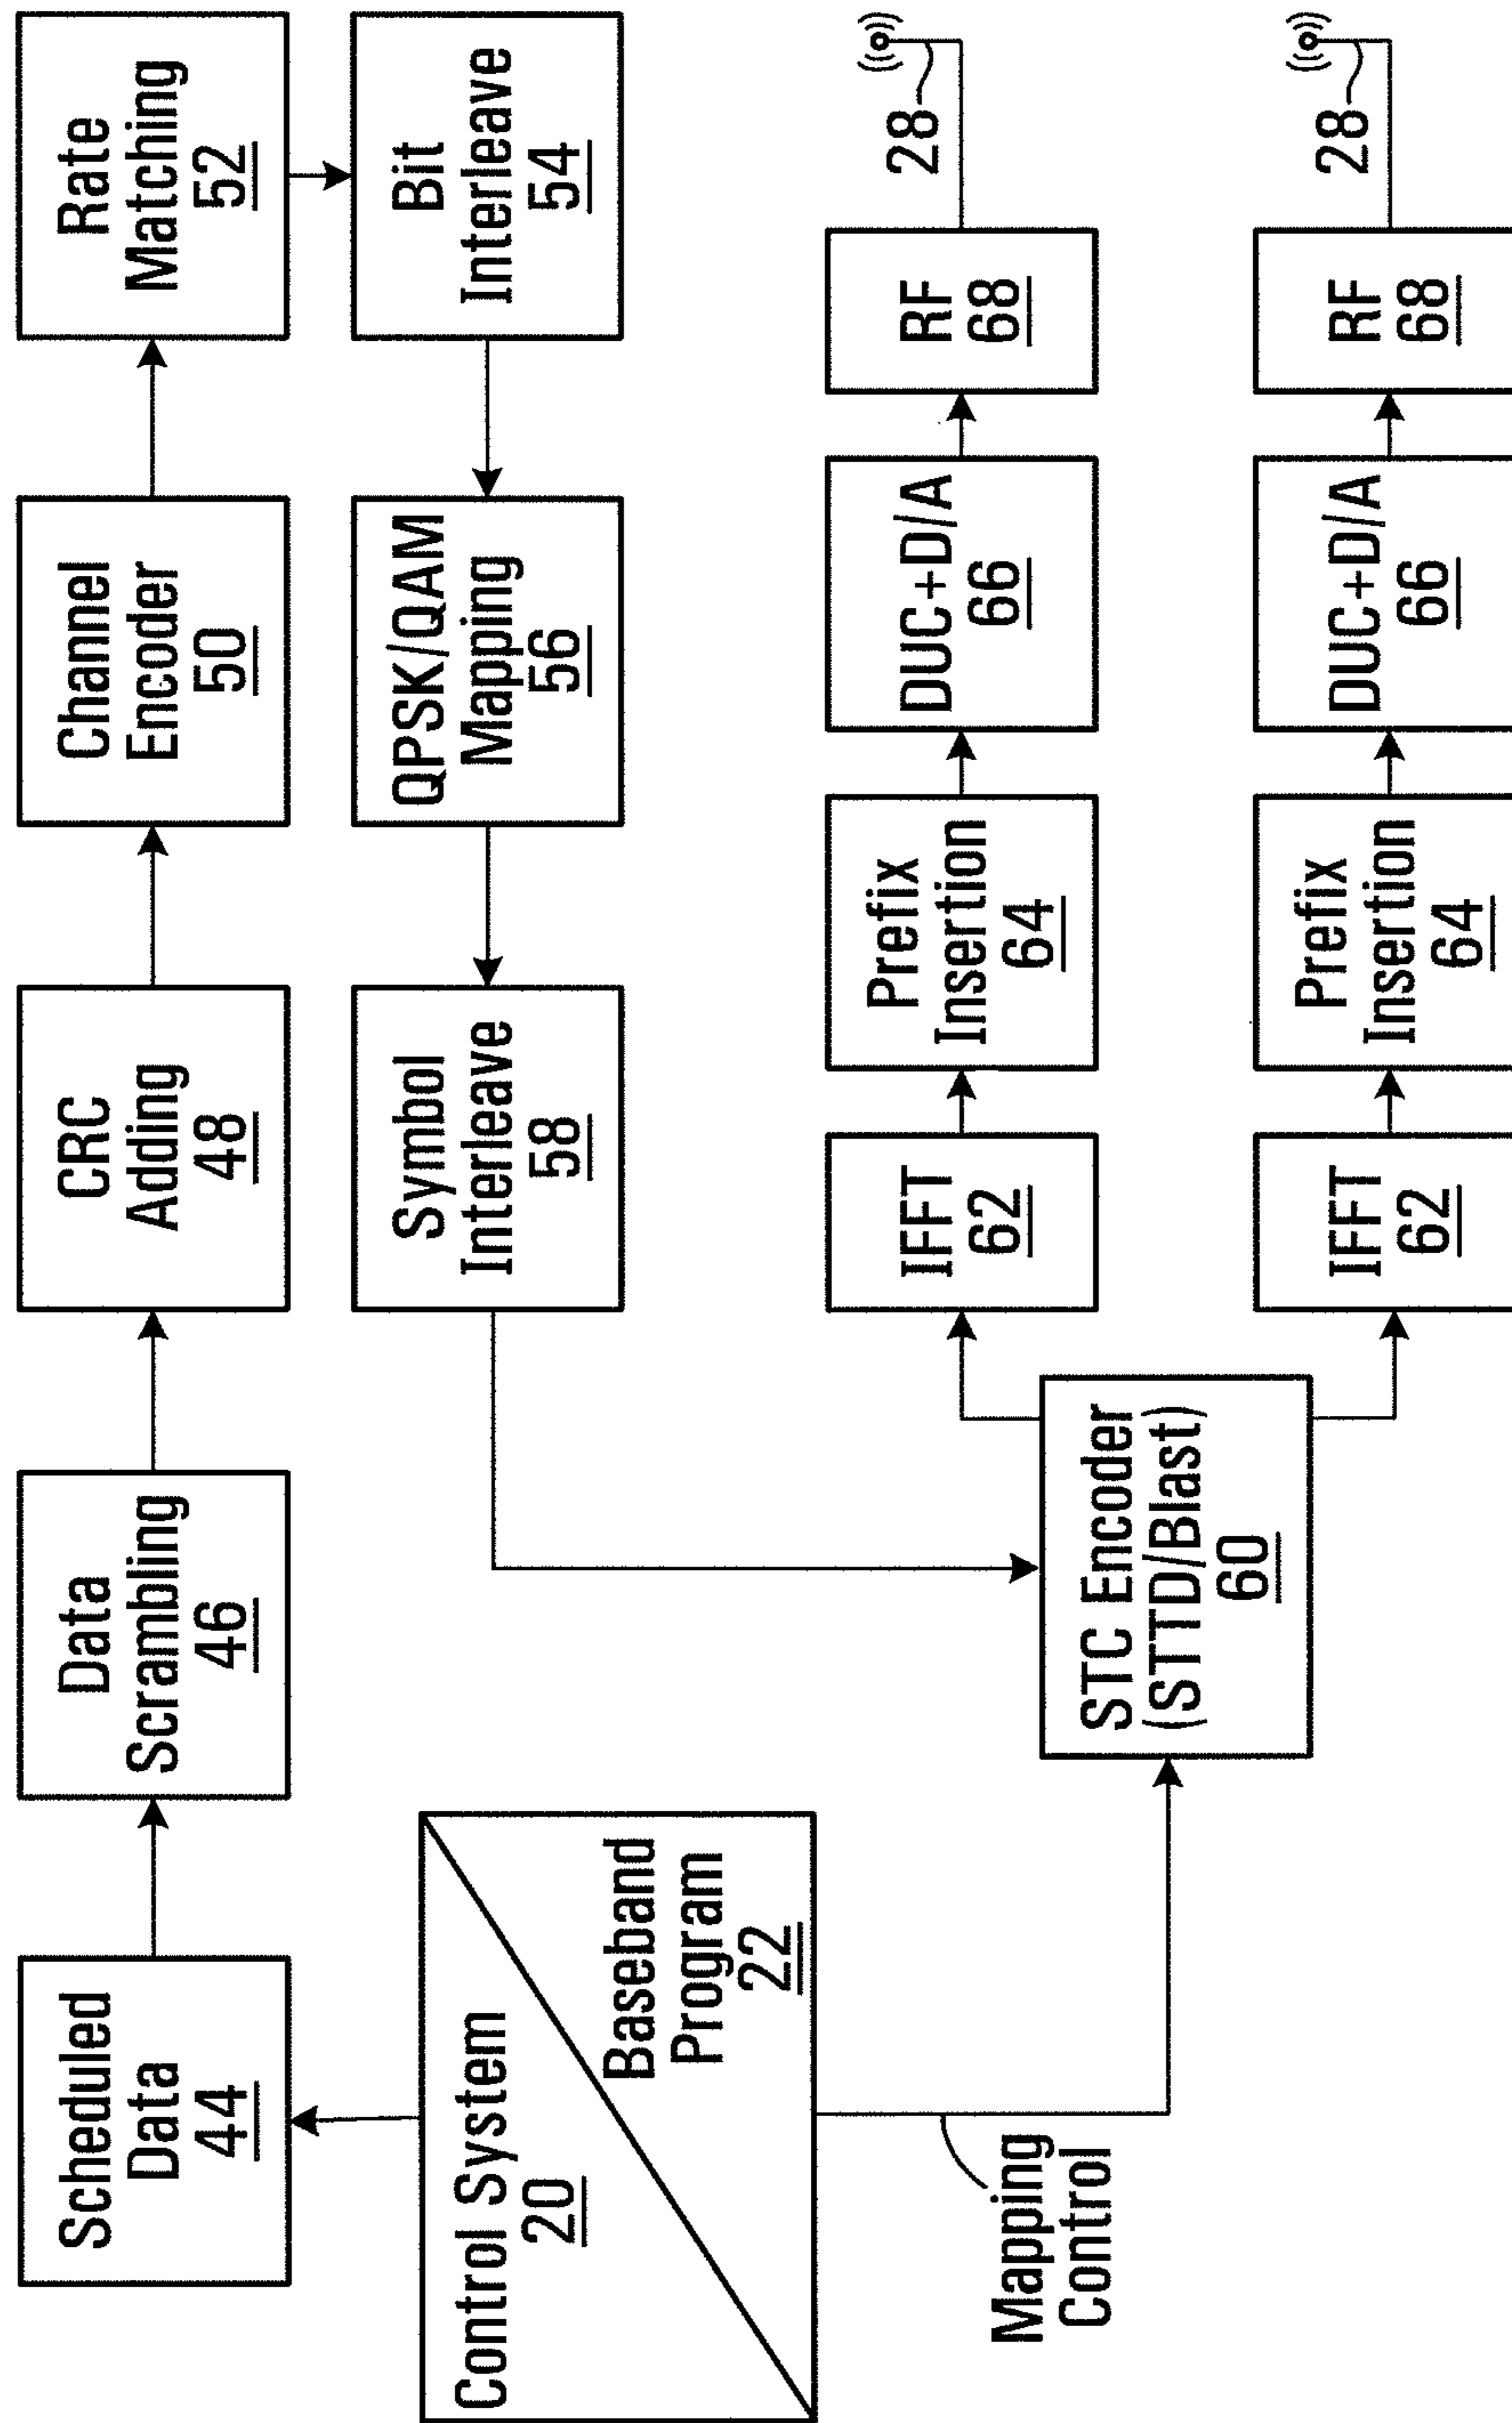 Scheduled
Data
44
Data
Scrambling
46
CRC
Adding
48
Channel
Encoder
50
Rate
Matching
52
Control System
20
Baseband
Program
22
Symbol
Interleave
58
QPSK/QAM
Mapping
56
Bit
Interleave
54
Mapping
Control
STC Encoder
(STTD/Blast)
60
IFFT
62
Prefix
Insertion
64
DUC+D/A
66
RF
68
28
IFFT
62
Prefix
Insertion
64
DUC+D/A
66
RF
68
28